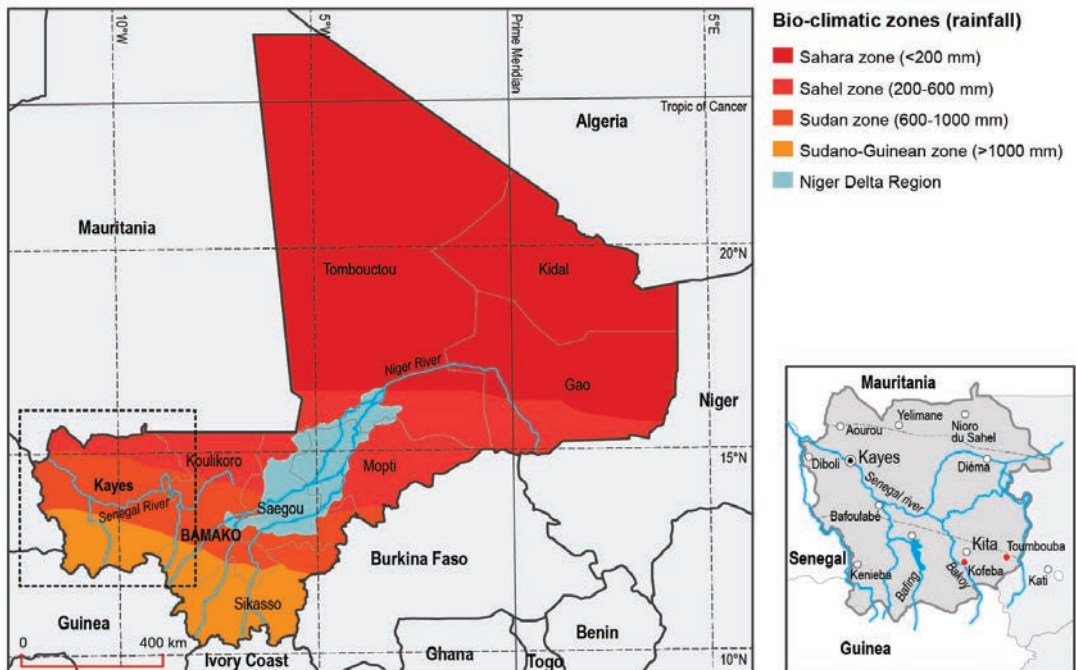 10°W
5°W
Prime Meridian
5°E
Tropic of Cancer
Algeria
Mauritania
20°N
Tombouctou
Kidal
Niger River
Gao
Niger
15°N
Koulikoro
Mopti
Kayes
Senegal River
Saegou
BAMAKO
Burkina Faso
Sikasso
Guinea
Benin
0
400 km
Ivory Coast
Ghana
Togo
10°N
Bio-climatic zones (rainfall)
Sahara zone (<200 mm)
Sahel zone (200-600 mm)
Sudan zone (600-1000 mm)
Sudano-Guinean zone (>1000 mm)
Niger Delta Region
Mauritania
Yelimane
Aourou
Nioro
du Sahel
Kayes
Diboli
Diéma
Senegal river
Bafoulabé
Kita
Toumbouba
Senegal
Kenieba
Bafing
Bakoy
Kofeba
Kati
Guinea